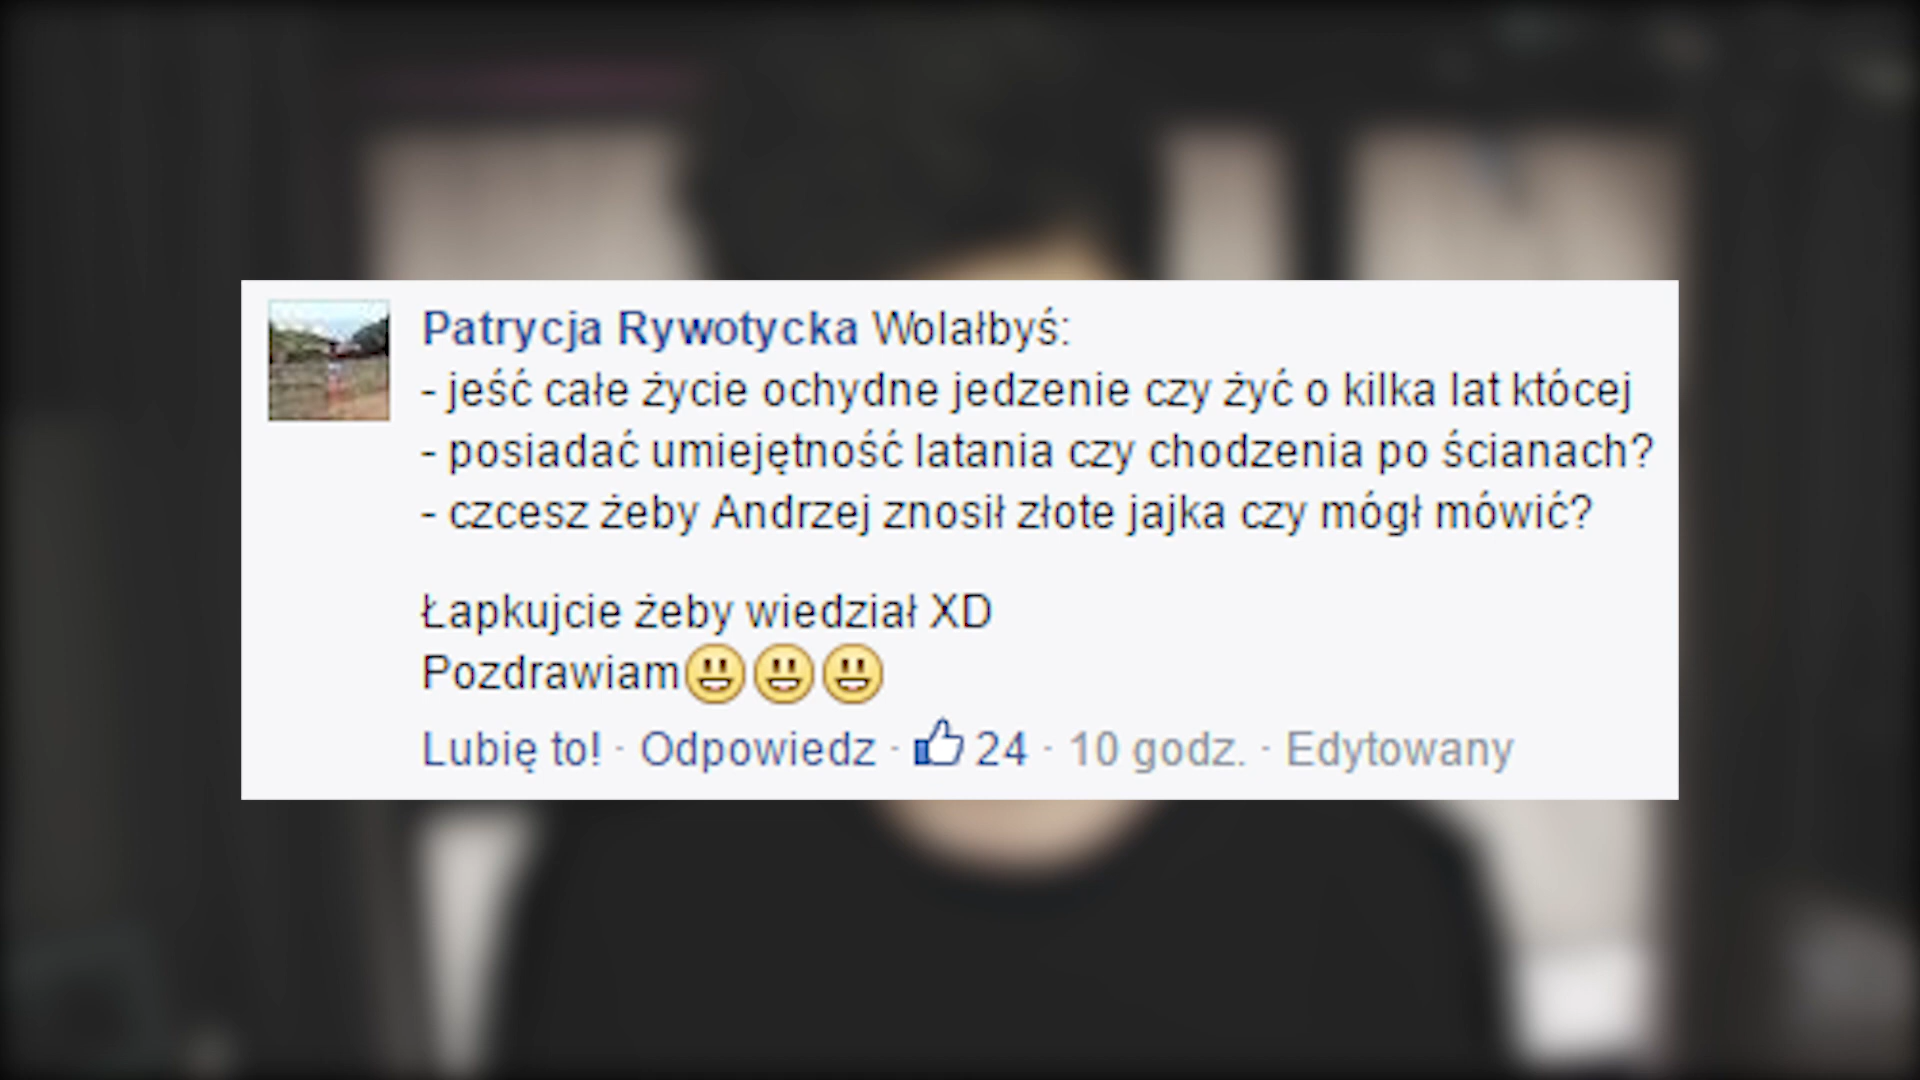 Patrycja Rywotycka Wolałbyś:
- jeść całe życie ochydne jedzenie czy żyć o kilka lat któcej
- posiadać umiejętność latania czy chodzenia po ścianach?
- czcesz żeby Andrzej znosił złote jajka czy mógł mówić?
Łapkujcie żeby wiedział XD
Pozdrawiam😃😃😃
Lubię to! · Odpowiedz · 👍 24 · 10 godz. · Edytowany